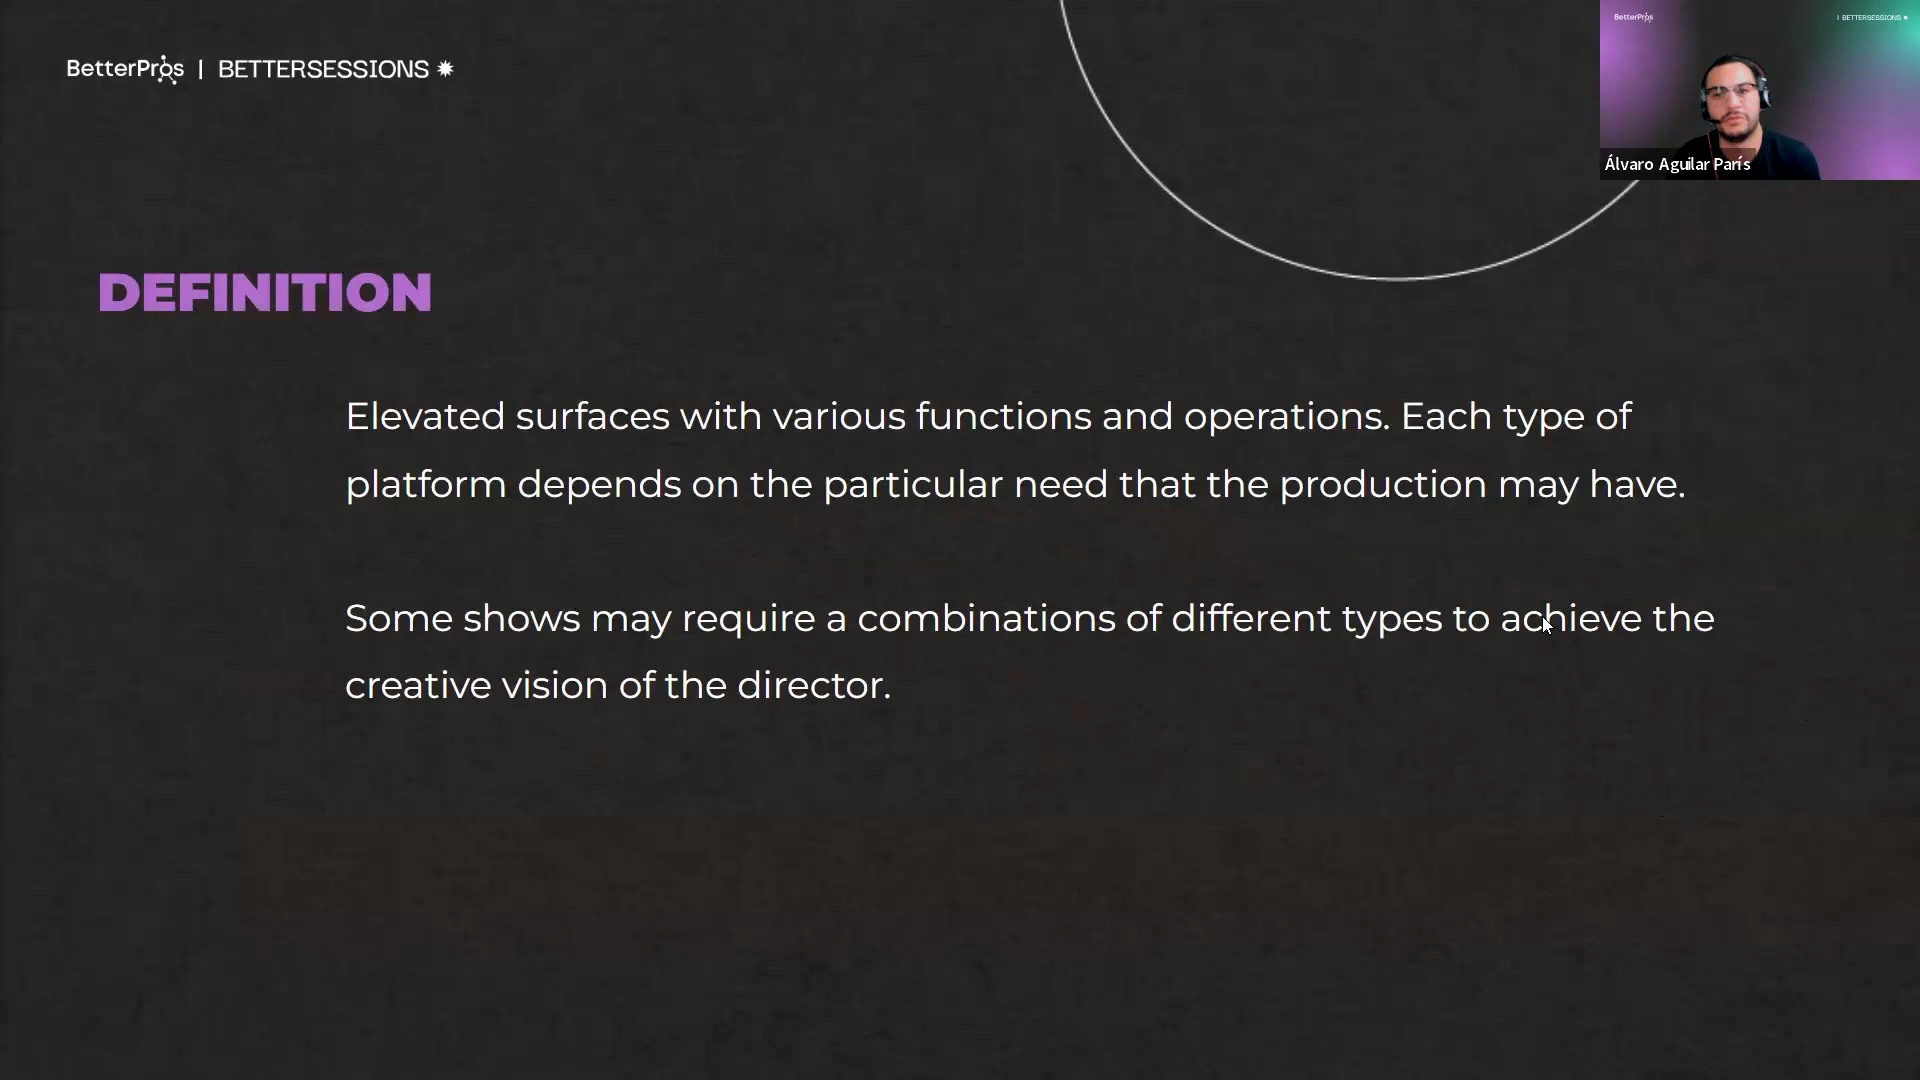 BetterPros | BETTERSESSIONS
BetterPros
| BETTERSESSIONS
Álvaro Aguilar París
DEFINITION
Elevated surfaces with various functions and operations. Each type of
platform depends on the particular need that the production may have.
Some shows may require a combinations of different types to achieve the
creative vision of the director.